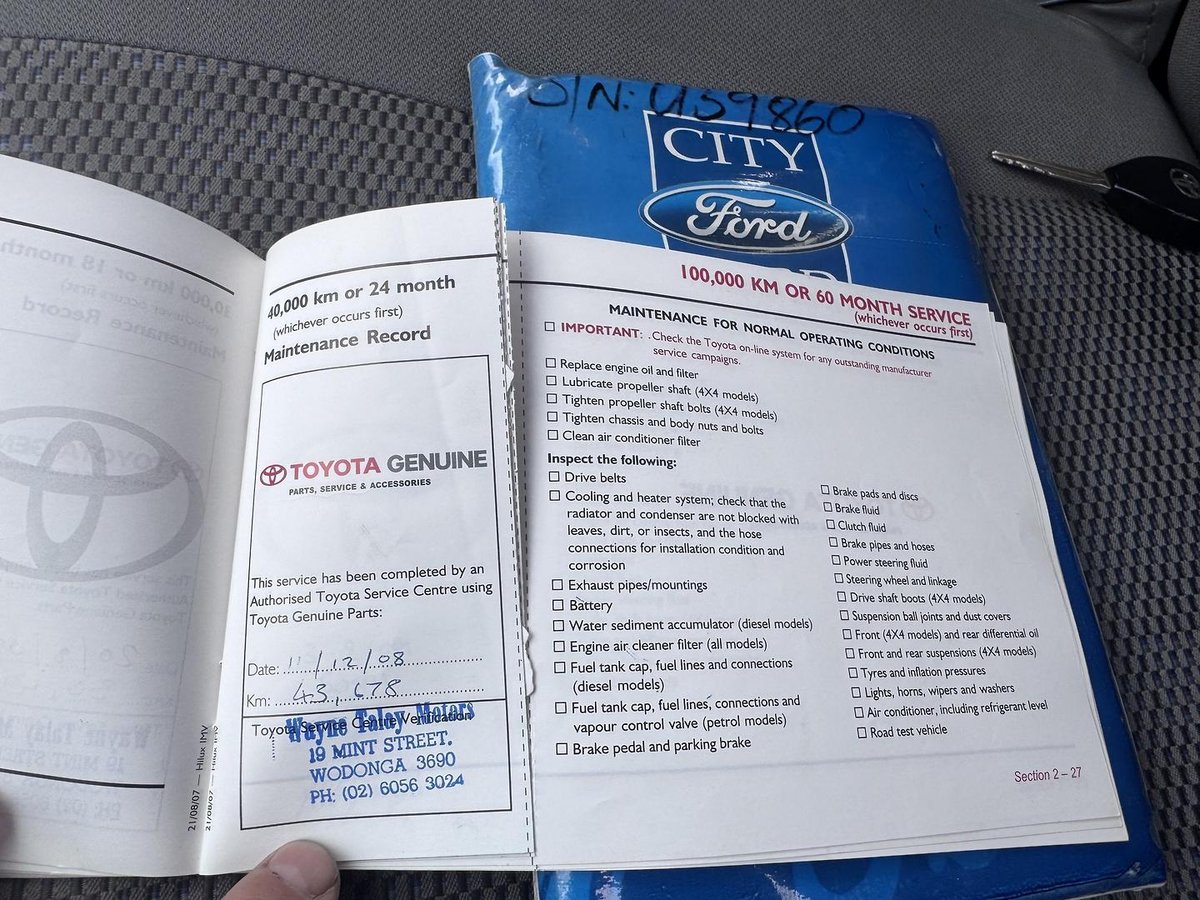 S/N: U39860
CITY
Ford
40,000 km or 24 month
(whichever occurs first)
Maintenance Record
TOYOTA GENUINE
PARTS, SERVICE & ACCESSORIES
This service has been completed by an
Authorised Toyota Service Centre using
Toyota Genuine Parts:
Date: 11/12/08
Km: 43,678
Toyota Service Centre Verification
Wayne Talay Motors
19 MINT STREET.
WODONGA 3690
PH: (02) 6056 3024
21/08/07 — Hilux IMV
100,000 KM OR 60 MONTH SERVICE
(whichever occurs first)
MAINTENANCE FOR NORMAL OPERATING CONDITIONS
☐ IMPORTANT: .Check the Toyota on-line system for any outstanding manufacturer
service campaigns.
☐ Replace engine oil and filter
☐ Lubricate propeller shaft (4X4 models)
☐ Tighten propeller shaft bolts (4X4 models)
☐ Tighten chassis and body nuts and bolts
☐ Clean air conditioner filter
Inspect the following:
☐ Drive belts
☐ Cooling and heater system; check that the
radiator and condenser are not blocked with
leaves, dirt, or insects, and the hose
connections for installation condition and
corrosion
☐ Exhaust pipes/mountings
☐ Battery
☐ Water sediment accumulator (diesel models)
☐ Engine air cleaner filter (all models)
☐ Fuel tank cap, fuel lines and connections
(diesel models)
☐ Fuel tank cap, fuel lines, connections and
vapour control valve (petrol models)
☐ Brake pedal and parking brake
☐ Brake pads and discs
☐ Brake fluid
☐ Clutch fluid
☐ Brake pipes and hoses
☐ Power steering fluid
☐ Steering wheel and linkage
☐ Drive shaft boots (4X4 models)
☐ Suspension ball joints and dust covers
☐ Front (4X4 models) and rear differential oil
☐ Front and rear suspensions (4X4 models)
☐ Tyres and inflation pressures
☐ Lights, horns, wipers and washers
☐ Air conditioner, including refrigerant level
☐ Road test vehicle
Section 2 – 27